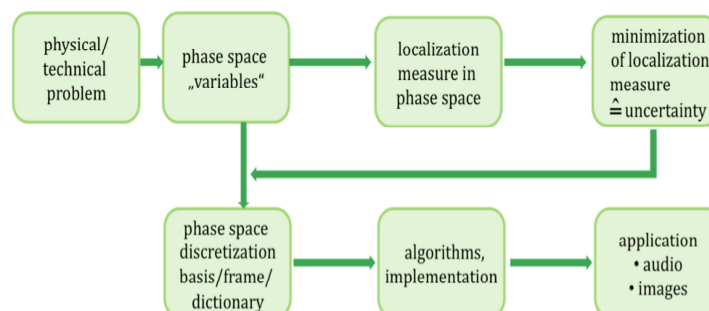 physical/
technical
problem
phase space
„variables“
localization
measure in
phase space
minimization
of localization
measure
≙ uncertainty
phase space
discretization
basis/frame/
dictionary
algorithms,
implementation
application
• audio
• images